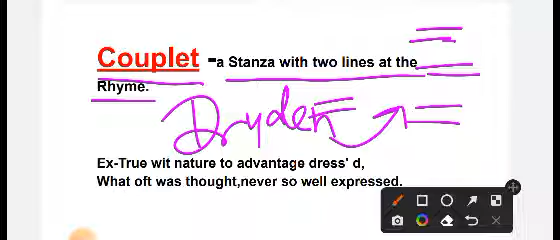 Couplet -a Stanza with two lines at the
Rhyme.
Dryden
Ex-True wit nature to advantage dress'd,
What oft was thought,never so well expressed.